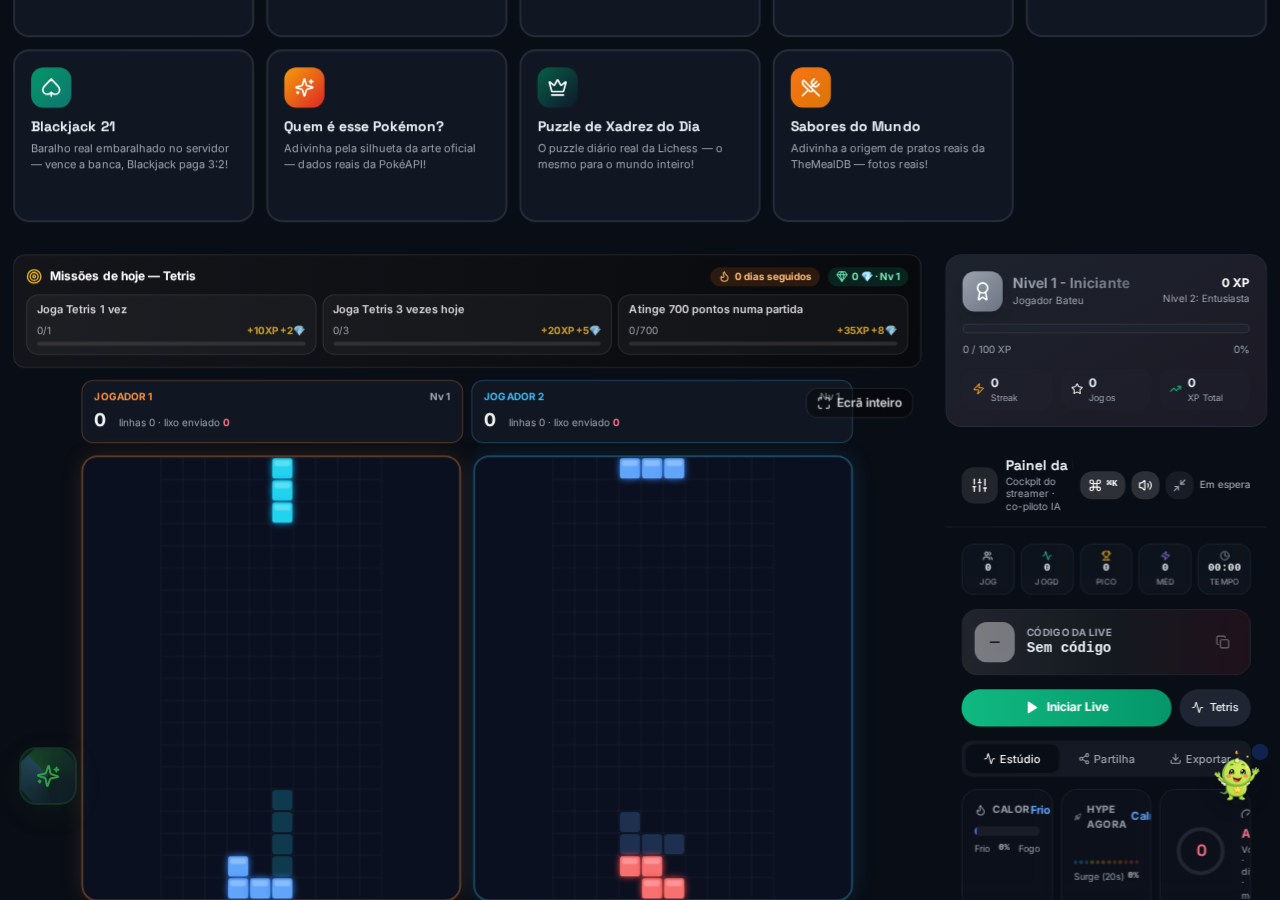 Blackjack 21
Baralho real embaralhado no servidor
— vence a banca, Blackjack paga 3:2!
Quem é esse Pokémon?
Adivinha pela silhueta da arte oficial
— dados reais da PokéAPI!
Puzzle de Xadrez do Dia
O puzzle diário real da Lichess — o
mesmo para o mundo inteiro!
Sabores do Mundo
Adivinha a origem de pratos reais da
TheMealDB — fotos reais!
Missões de hoje — Tetris
0 dias seguidos
0 💎 · Nv 1
Joga Tetris 1 vez
0/1
+10XP +2💎
Joga Tetris 3 vezes hoje
0/3
+20XP +5💎
Atinge 700 pontos numa partida
0/700
+35XP +8💎
JOGADOR 1
Nv 1
0 linhas 0 · lixo enviado 0
JOGADOR 2
Nv 1
0 linhas 0 · lixo enviado 0
Ecrã inteiro
Nivel 1 - Iniciante
0 XP
Jogador Bateu
Nivel 2: Entusiasta
0 / 100 XP
0%
0
Streak
0
Jogos
0
XP Total
Painel da
Cockpit do
streamer ·
co-piloto IA
⌘ ⌘K
Em espera
0
JOG
0
JOGD
0
PICO
0
MÉD
00:00
TEMPO
CÓDIGO DA LIVE
Sem código
Iniciar Live
Tetris
Estúdio
Partilha
Exportar
CALOR
Frio
Frio 0% Fogo
HYPE
AGORA
Surge (20s) 0%
0